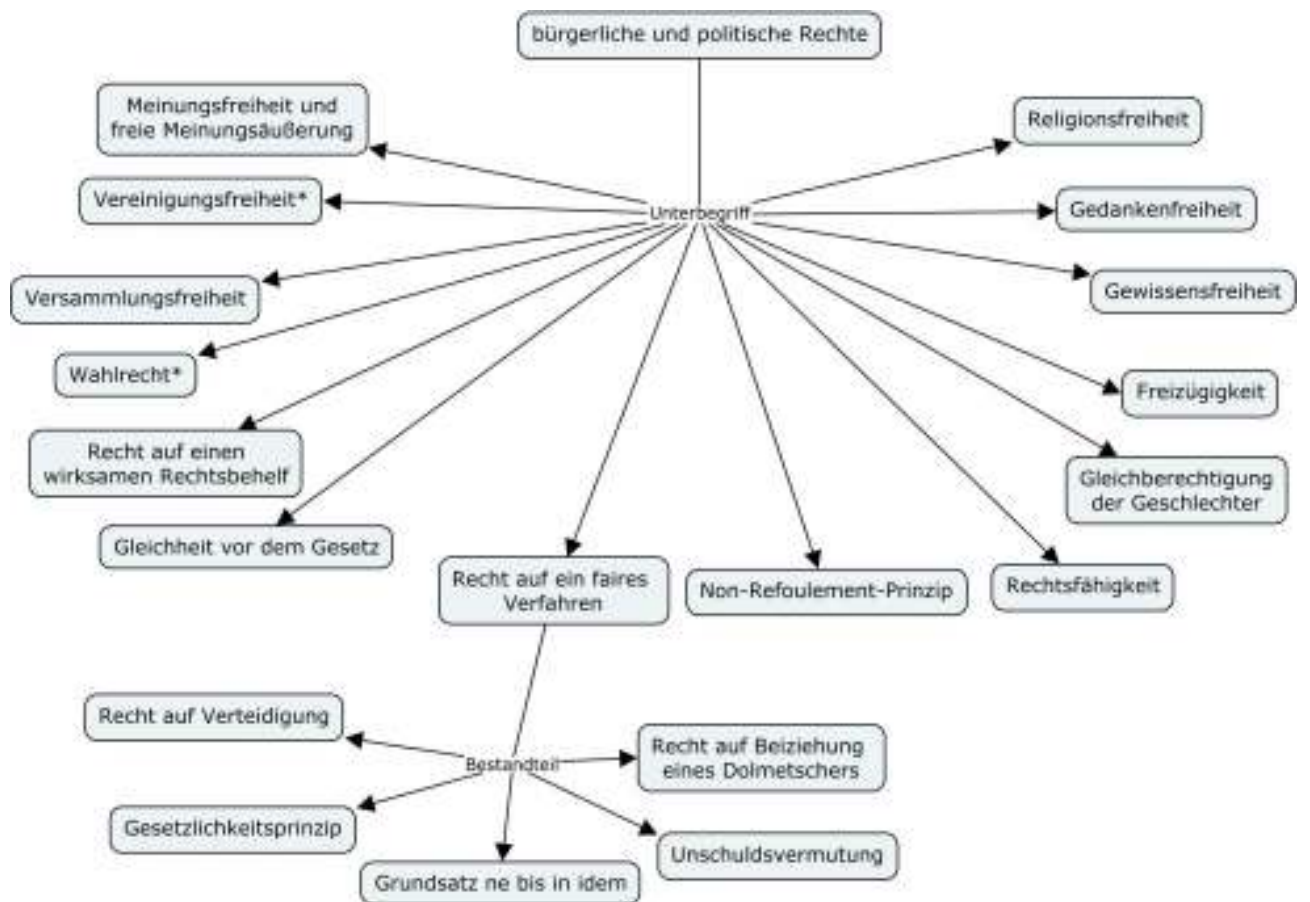 bürgerliche und politische Rechte
Meinungsfreiheit und
freie Meinungsäußerung
Religionsfreiheit
Vereinigungsfreiheit*
Unterbegriff
Gedankenfreiheit
Versammlungsfreiheit
Gewissensfreiheit
Wahlrecht*
Freizügigkeit
Recht auf einen
wirksamen Rechtsbehelf
Gleichberechtigung
der Geschlechter
Gleichheit vor dem Gesetz
Recht auf ein faires
Verfahren
Non-Refoulement-Prinzip
Rechtsfähigkeit
Recht auf Verteidigung
Bestandteil
Recht auf Beiziehung
eines Dolmetschers
Gesetzlichkeitsprinzip
Unschuldsvermutung
Grundsatz ne bis in idem